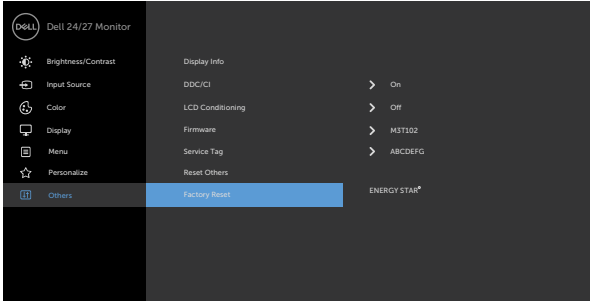 DELL Dell 24/27 Monitor
Brightness/Contrast Display Info
Input Source DDC/CI On
Color LCD Conditioning Off
Display Firmware M3T102
Menu Service Tag ABCDEFG
Personalize Reset Others
Others Factory Reset ENERGY STAR®